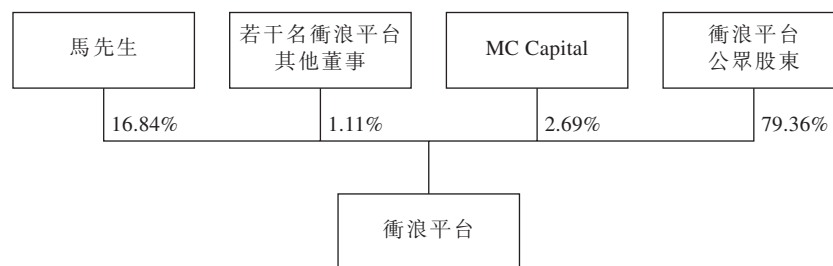 馬先生
若干名衝浪平台
其他董事
MC Capital
衝浪平台
公眾股東
16.84%
1.11%
2.69%
79.36%
衝浪平台